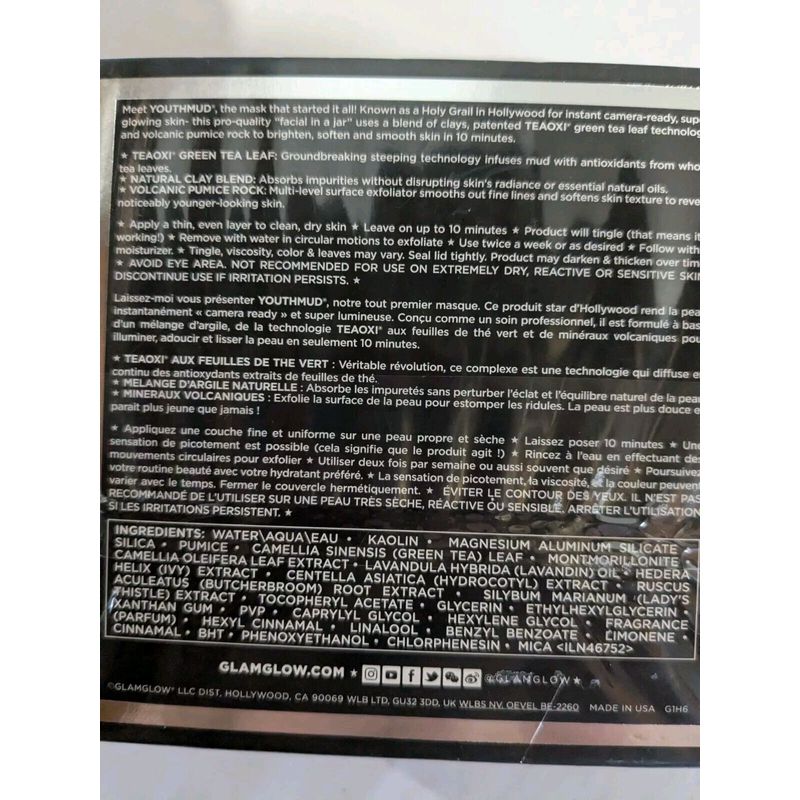 Meet YOUTHMUD®, the mask that started it all! Known as a Holy Grail in Hollywood for instant camera-ready, sup
glowing skin- this pro-quality "facial in a jar" uses a blend of clays, patented TEAOXI® green tea leaf technolog
and volcanic pumice rock to brighten, soften and smooth skin in 10 minutes.
★ TEAOXI® GREEN TEA LEAF: Groundbreaking steeping technology infuses mud with antioxidants from who
tea leaves.
★ NATURAL CLAY BLEND: Absorbs impurities without disrupting skin's radiance or essential natural oils.
★ VOLCANIC PUMICE ROCK: Multi-level surface exfoliator smooths out fine lines and softens skin texture to reve
noticeably younger-looking skin.
★ Apply a thin, even layer to clean, dry skin ★ Leave on up to 10 minutes ★ Product will tingle (that means it
working!) ★ Remove with water in circular motions to exfoliate ★ Use twice a week or as desired ★ Follow with
moisturizer. ★ Tingle, viscosity, color & leaves may vary. Seal lid tightly. Product may darken & thicken over tim
★ AVOID EYE AREA. NOT RECOMMENDED FOR USE ON EXTREMELY DRY, REACTIVE OR SENSITIVE SKIN
DISCONTINUE USE IF IRRITATION PERSISTS. ★
Laissez-moi vous présenter YOUTHMUD®, notre tout premier masque. Ce produit star d'Hollywood rend la pea
instantanément « camera ready » et super lumineuse. Conçu comme un soin professionnel, il est formulé à bas
d'un mélange d'argile, de la technologie TEAOXI® aux feuilles de thé vert et de minéraux volcaniques pou
illuminer, adoucir et lisser la peau en seulement 10 minutes.
★ TEAOXI® AUX FEUILLES DE THE VERT : Véritable révolution, ce complexe est une technologie qui diffuse e
continu des antioxydants extraits de feuilles de thé.
★ MELANGE D'ARGILE NATURELLE : Absorbe les impuretés sans perturber l'éclat et l'équilibre naturel de la peau
★ MINERAUX VOLCANIQUES : Exfolie la surface de la peau pour estomper les ridules. La peau est plus douce e
parait plus jeune que jamais !
★ Appliquez une couche fine et uniforme sur une peau propre et sèche ★ Laissez poser 10 minutes ★ Une
sensation de picotement est possible (cela signifie que le produit agit !) ★ Rincez à l'eau en effectuant des
mouvements circulaires pour exfolier ★ Utiliser deux fois par semaine ou aussi souvent que désiré ★ Poursuivez
votre routine beauté avec votre hydratant préféré. ★ La sensation de picotement, la viscosité, et la couleur peuvent
varier avec le temps. Fermer le couvercle hermétiquement. ★ ÉVITER LE CONTOUR DES YEUX. IL N'EST PAS
RECOMMANDÉ DE L'UTILISER SUR UNE PEAU TRÈS SÈCHE, RÉACTIVE OU SENSIBLE. ARRÊTER L'UTILISATION
SI LES IRRITATIONS PERSISTENT. ★
INGREDIENTS: WATER\AQUA\EAU • KAOLIN • MAGNESIUM ALUMINUM SILICATE
SILICA • PUMICE • CAMELLIA SINENSIS (GREEN TEA) LEAF • MONTMORILLONITE •
CAMELLIA OLEIFERA LEAF EXTRACT • LAVANDULA HYBRIDA (LAVANDIN) OIL • HEDERA
HELIX (IVY) EXTRACT • CENTELLA ASIATICA (HYDROCOTYL) EXTRACT • RUSCUS
ACULEATUS (BUTCHERBROOM) ROOT EXTRACT • SILYBUM MARIANUM (LADY'S
THISTLE) EXTRACT • TOCOPHERYL ACETATE • GLYCERIN • ETHYLHEXYLGLYCERIN •
XANTHAN GUM • PVP • CAPRYLYL GLYCOL • HEXYLENE GLYCOL • FRAGRANCE
(PARFUM) • HEXYL CINNAMAL • LINALOOL • BENZYL BENZOATE • LIMONENE •
CINNAMAL • BHT • PHENOXYETHANOL • CHLORPHENESIN • MICA <ILN46752>
GLAMGLOW.COM ★ @GLAMGLOW ★
©GLAMGLOW® LLC DIST, HOLLYWOOD, CA 90069 WLB LTD, GU32 3DD, UK WLBS NV. OEVEL BE-2260 MADE IN USA G1H6